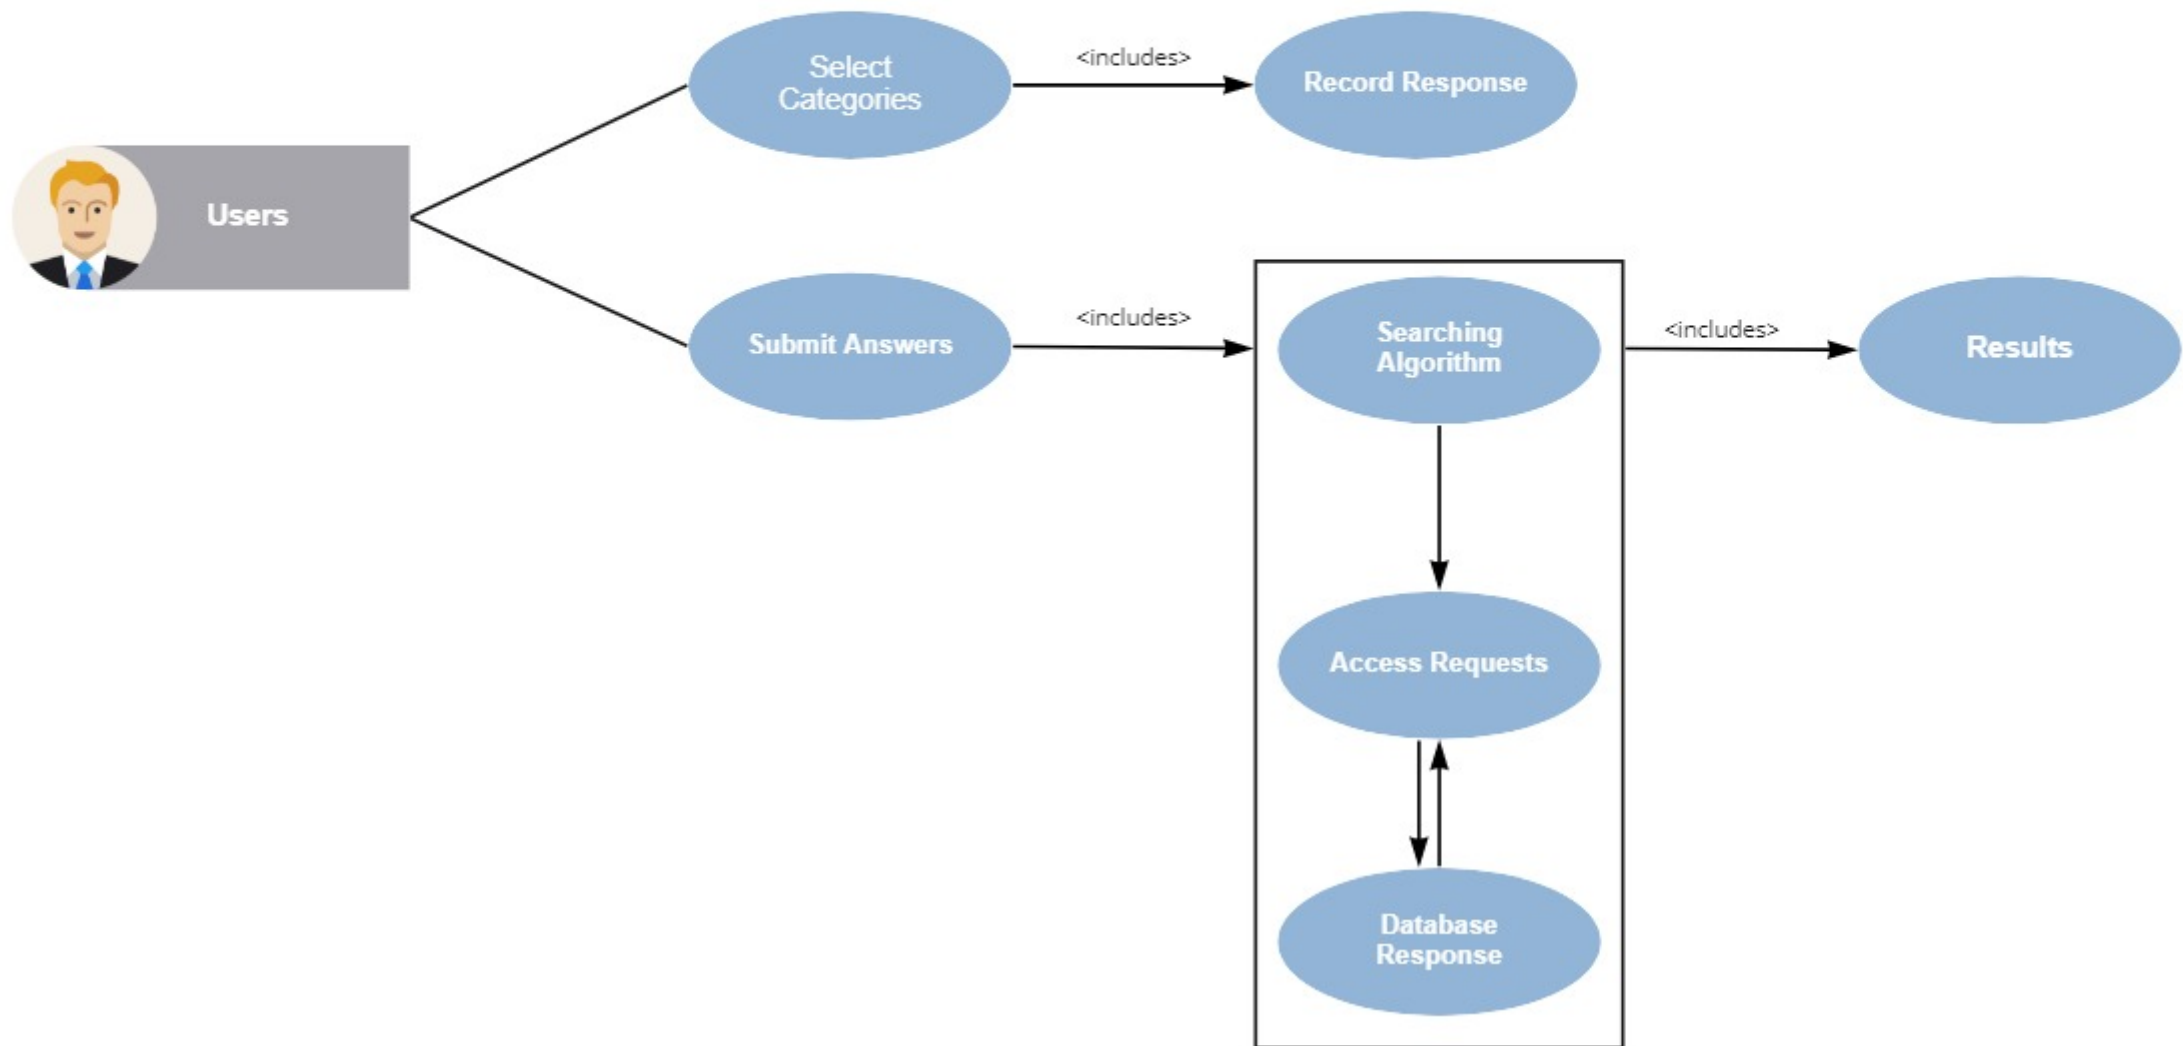 Select
Categories
<includes>
Record Response
Users
Submit Answers
<includes>
Searching
Algorithm
<includes>
Results
Access Requests
Database
Response